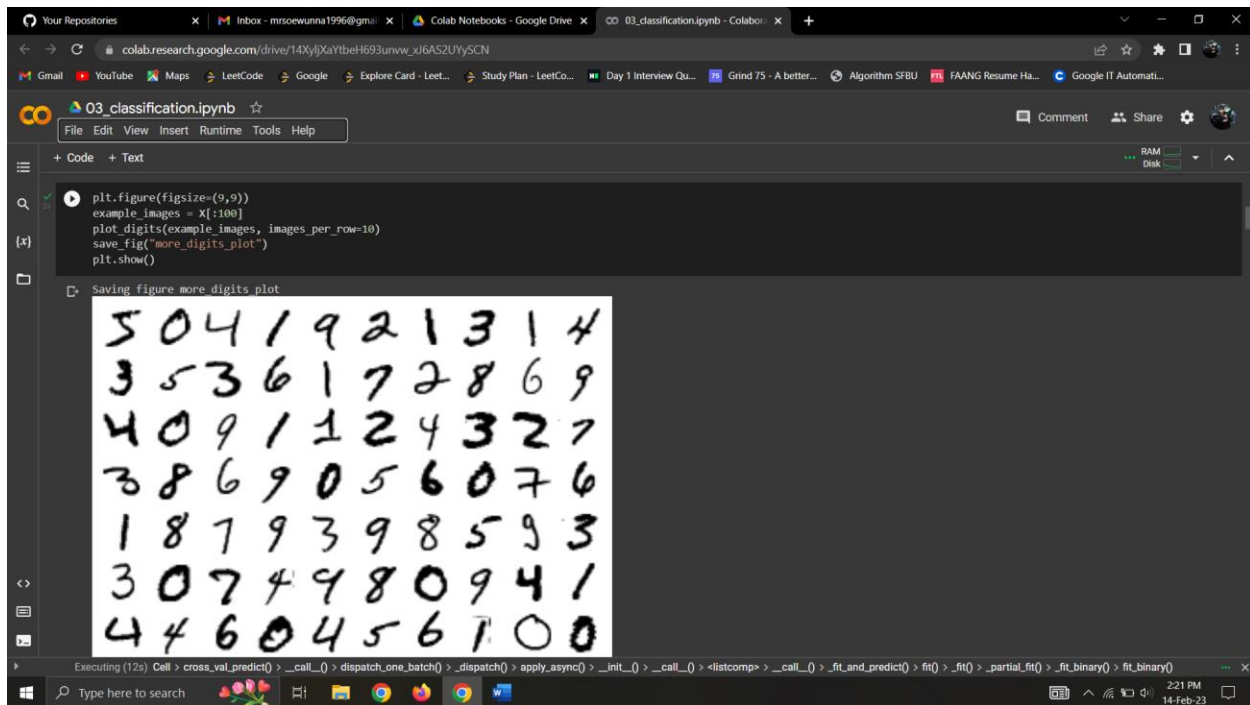 Your Repositories
Inbox - mrsoewunna1996@gmai
Colab Notebooks - Google Drive
03_classification.ipynb - Colabor
colab.research.google.com/drive/14XyljXaYtbeH693unvw_xJ6AS2UYySCN
Gmail YouTube Maps LeetCode Google Explore Card - Leet... Study Plan - LeetCo... Day 1 Interview Qu... 75 Grind 75 - A better... Algorithm SFBU FTL FAANG Resume Ha... Google IT Automati...
CO 03_classification.ipynb
Comment Share
File Edit View Insert Runtime Tools Help
+ Code + Text
RAM
Disk
2s
plt.figure(figsize=(9,9))
example_images = X[:100]
plot_digits(example_images, images_per_row=10)
save_fig("more_digits_plot")
plt.show()
{x}
Saving figure more_digits_plot
5 0 4 1 9 2 1 3 1 4
3 5 3 6 1 7 2 8 6 9
4 0 9 1 1 2 4 3 2 7
3 8 6 9 0 5 6 0 7 6
1 8 7 9 3 9 8 5 9 3
3 0 7 4 9 8 0 9 4 1
4 4 6 0 4 5 6 1 0 0
Executing (12s) Cell > cross_val_predict() > __call__() > dispatch_one_batch() > _dispatch() > apply_async() > __init__() > __call__() > <listcomp> > __call__() > _fit_and_predict() > fit() > _fit() > _partial_fit() > _fit_binary() > fit_binary()
Type here to search
2:21 PM
14-Feb-23